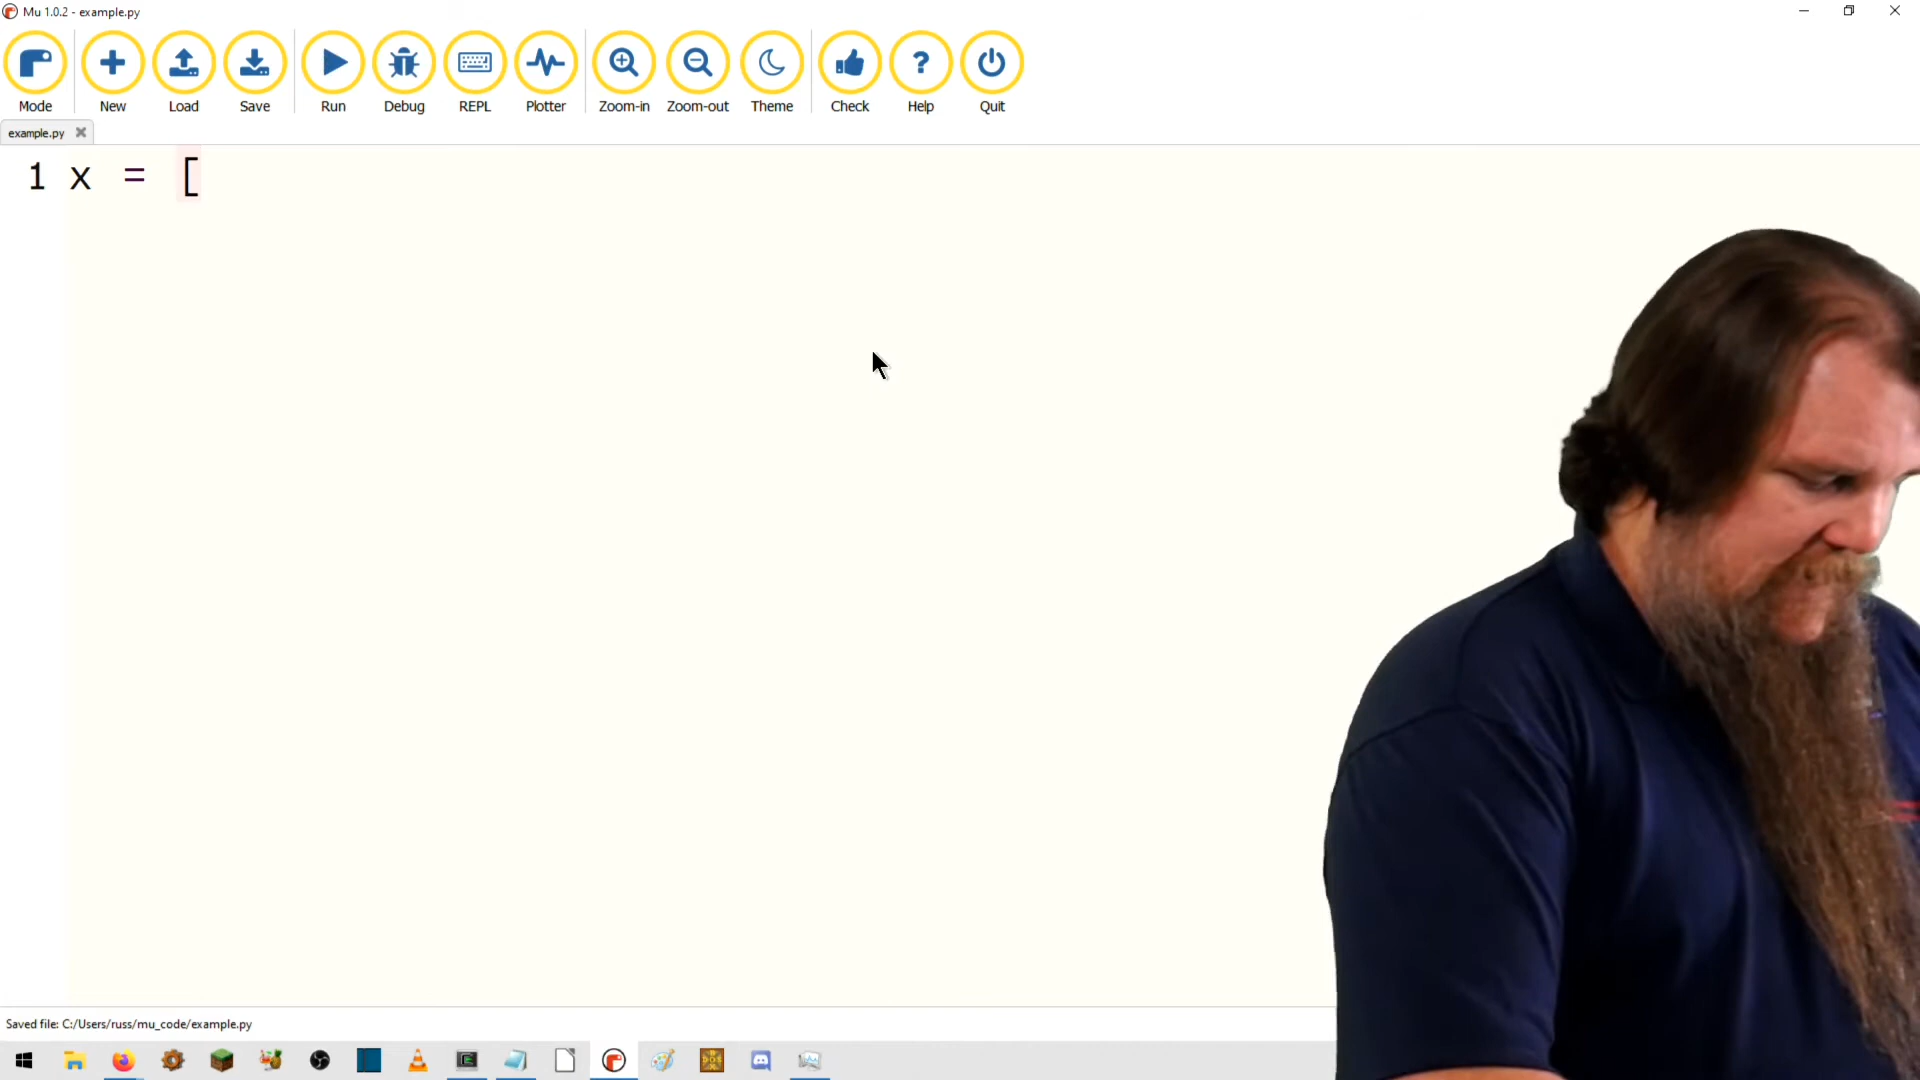 Mu 1.0.2 - example.py
Mode New Load Save Run Debug REPL Plotter Zoom-in Zoom-out Theme Check ? Help Quit
example.py
1 x = [
Saved file: C:/Users/russ/mu_code/example.py
DOS